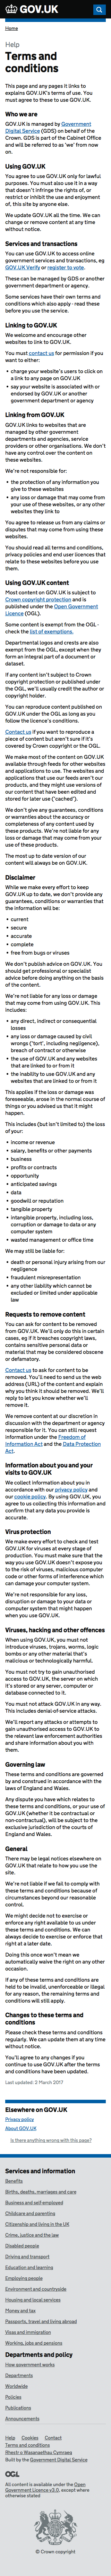 GOV.UK
Home
Help
Terms and
conditions
This page and any pages it links to
explain GOV.UK's terms of use. You
must agree to these to use GOV.UK.
Who we are
GOV.UK is managed by Government
Digital Service (GDS) on behalf of the
Crown. GDS is part of the Cabinet Office
and will be referred to as 'we' from now
on.
Using GOV.UK
You agree to use GOV.UK only for lawful
purposes. You must also use it in a way
that doesn't infringe the rights of, or
restrict or inhibit the use and enjoyment
of, this site by anyone else.
We update GOV.UK all the time. We can
change or remove content at any time
without notice.
Services and transactions
You can use GOV.UK to access online
government services and transactions, eg
GOV.UK Verify or register to vote.
These can be managed by GDS or another
government department or agency.
Some services have their own terms and
conditions which also apply - read these
before you use the service.
Linking to GOV.UK
We welcome and encourage other
websites to link to GOV.UK.
You must contact us for permission if you
want to either:
• charge your website's users to click on
a link to any page on GOV.UK
• say your website is associated with or
endorsed by GOV.UK or another
government department or agency
Linking from GOV.UK
GOV.UK links to websites that are
managed by other government
departments and agencies, service
providers or other organisations. We
don't have any control over the content on
these websites.
We're not responsible for:
• the protection of any information you
give to these websites
• any loss or damage that may come from
your use of these websites, or any other
websites they link to
You agree to release us from any claims or
disputes that may come from using these
websites.
You should read all terms and conditions,
privacy policies and end user licences
that relate to these websites before you
use them.
Using GOV.UK content
Most content on GOV.UK is subject to
Crown copyright protection and is
published under the Open Government
Licence (OGL).
Some content is exempt from the OGL -
check the list of exemptions.
Departmental logos and crests are also
exempt from the OGL, except when they
form an integral part of a document or
dataset.
If any content isn't subject to Crown
copyright protection or published under
the OGL, we'll usually credit the author or
copyright holder.
You can reproduce content published on
GOV.UK under the OGL as long as you
follow the licence's conditions.
Contact us if you want to reproduce a
piece of content but aren't sure if it's
covered by Crown copyright or the OGL.
We make most of the content on GOV.UK
available through feeds for other websites
and applications to use. The websites and
applications that use our feeds might not
be our products, and they might use
versions of our content that have been
edited and stored for later use ('cached').
We don't give any guarantees, conditions
or warranties about the accuracy or
completeness of any content used by
these products. We're not liable for any
loss or damage that may come from your
use of these products.
The most up to date version of our
content will always be on GOV.UK.
Disclaimer
While we make every effort to keep
GOV.UK up to date, we don't provide any
guarantees, conditions or warranties that
the information will be:
• current
• secure
• accurate
• complete
• free from bugs or viruses
We don't publish advice on GOV.UK. You
should get professional or specialist
advice before doing anything on the basis
of the content.
We're not liable for any loss or damage
that may come from using GOV.UK. This
includes:
• any direct, indirect or consequential
losses
• any loss or damage caused by civil
wrongs ('tort', including negligence),
breach of contract or otherwise
• the use of GOV.UK and any websites
that are linked to or from it
• the inability to use GOV.UK and any
websites that are linked to or from it
This applies if the loss or damage was
foreseeable, arose in the normal course of
things or you advised us that it might
happen.
This includes (but isn't limited to) the loss
of your:
• income or revenue
• salary, benefits or other payments
• business
• profits or contracts
• opportunity
• anticipated savings
• data
• goodwill or reputation
• tangible property
• intangible property, including loss,
corruption or damage to data or any
computer system
• wasted management or office time
We may still be liable for:
• death or personal injury arising from our
negligence
• fraudulent misrepresentation
• any other liability which cannot be
excluded or limited under applicable
law
Requests to remove content
You can ask for content to be removed
from GOV.UK. We'll only do this in certain
cases, eg if it breaches copyright laws,
contains sensitive personal data or
material that may be considered obscene
or defamatory.
Contact us to ask for content to be
removed. You'll need to send us the web
address (URL) of the content and explain
why you think it should be removed. We'll
reply to let you know whether we'll
remove it.
We remove content at our discretion in
discussion with the department or agency
responsible for it. You can still request
information under the Freedom of
Information Act and the Data Protection
Act.
Information about you and your
visits to GOV.UK
We collect information about you in
accordance with our privacy policy and
our cookie policy. By using GOV.UK, you
agree to us collecting this information and
confirm that any data you provide is
accurate.
Virus protection
We make every effort to check and test
GOV.UK for viruses at every stage of
production. You must make sure that the
way you use GOV.UK doesn't expose you
to the risk of viruses, malicious computer
code or other forms of interference which
can damage your computer system.
We're not responsible for any loss,
disruption or damage to your data or
computer system that might happen
when you use GOV.UK.
Viruses, hacking and other offences
When using GOV.UK, you must not
introduce viruses, trojans, worms, logic
bombs or any other material that's
malicious or technologically harmful.
You must not try to gain unauthorised
access to GOV.UK, the server on which
it's stored or any server, computer or
database connected to it.
You must not attack GOV.UK in any way.
This includes denial-of-service attacks.
We'll report any attacks or attempts to
gain unauthorised access to GOV.UK to
the relevant law enforcement authorities
and share information about you with
them.
Governing law
These terms and conditions are governed
by and construed in accordance with the
laws of England and Wales.
Any dispute you have which relates to
these terms and conditions, or your use of
GOV.UK (whether it be contractual or
non-contractual), will be subject to the
exclusive jurisdiction of the courts of
England and Wales.
General
There may be legal notices elsewhere on
GOV.UK that relate to how you use the
site.
We're not liable if we fail to comply with
these terms and conditions because of
circumstances beyond our reasonable
control.
We might decide not to exercise or
enforce any right available to us under
these terms and conditions. We can
always decide to exercise or enforce that
right at a later date.
Doing this once won't mean we
automatically waive the right on any other
occasion.
If any of these terms and conditions are
held to be invalid, unenforceable or illegal
for any reason, the remaining terms and
conditions will still apply.
Changes to these terms and
conditions
Please check these terms and conditions
regularly. We can update them at any time
without notice.
You'll agree to any changes if you
continue to use GOV.UK after the terms
and conditions have been updated.
Last updated: 2 March 2017
Elsewhere on GOV.UK
Privacy policy
About GOV.UK
Is there anything wrong with this page?
Services and information
Benefits
Births, deaths, marriages and care
Business and self-employed
Childcare and parenting
Citizenship and living in the UK
Crime, justice and the law
Disabled people
Driving and transport
Education and learning
Employing people
Environment and countryside
Housing and local services
Money and tax
Passports, travel and living abroad
Visas and immigration
Working, jobs and pensions
Departments and policy
How government works
Departments
Worldwide
Policies
Publications
Announcements
Help Cookies Contact
Terms and conditions
Rhestr o Wasanaethau Cymraeg
Built by the Government Digital Service
OGL
All content is available under the Open
Government Licence v3.0, except where
otherwise stated
© Crown copyright